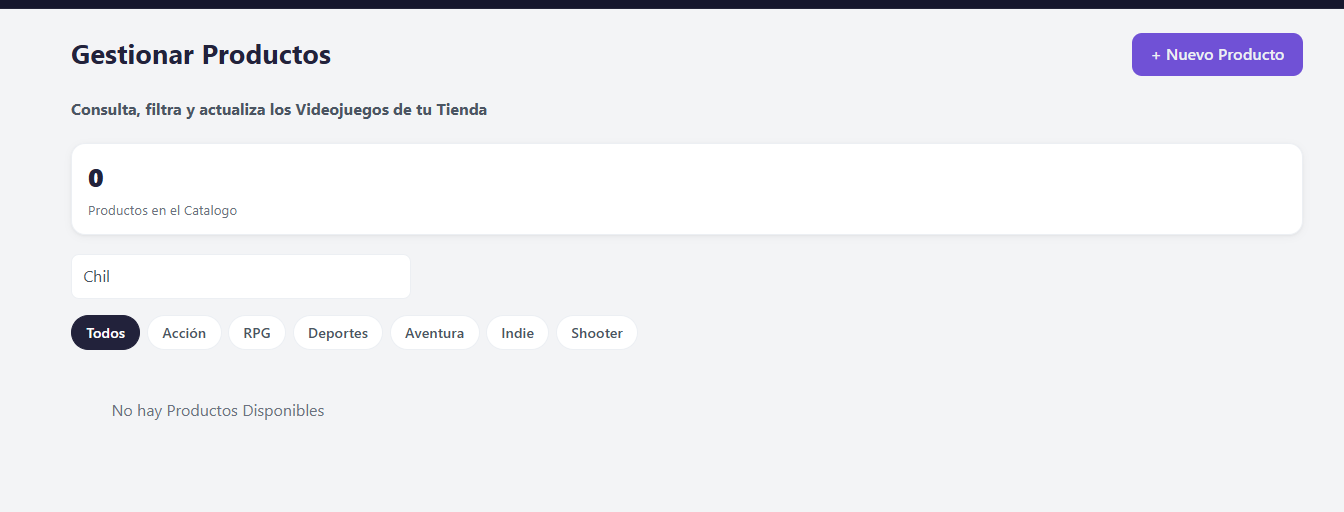 Gestionar Productos
+ Nuevo Producto
Consulta, filtra y actualiza los Videojuegos de tu Tienda
0
Productos en el Catalogo
Chil
Todos Acción RPG Deportes Aventura Indie Shooter
No hay Productos Disponibles